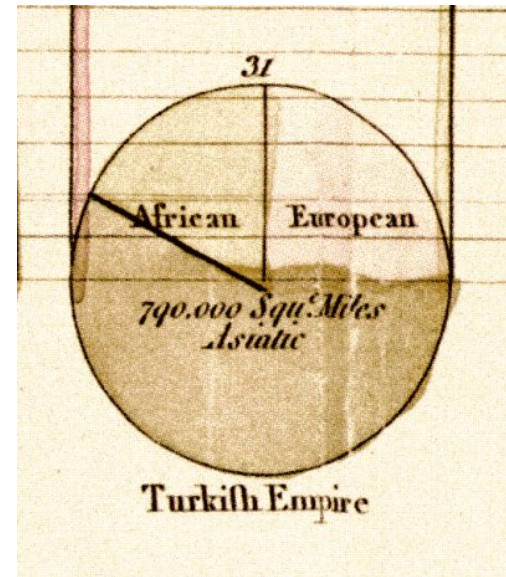 31
African European
790.000 Squ.ͤ Miles
Asiatic
Turkiſh Empire